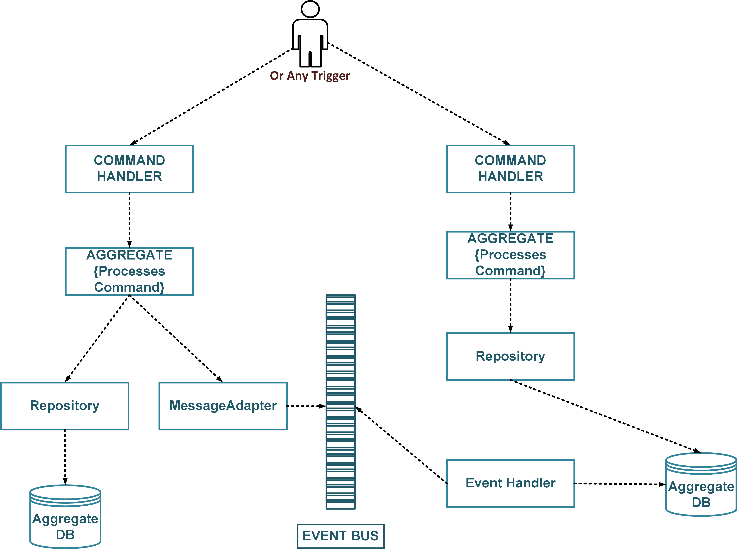 Or Any Trigger
COMMAND
HANDLER
COMMAND
HANDLER
AGGREGATE
{Processes
Command}
AGGREGATE
{Processes
Command}
Repository
Repository
MessageAdapter
Event Handler
Aggregate
DB
Aggregate
DB
EVENT BUS